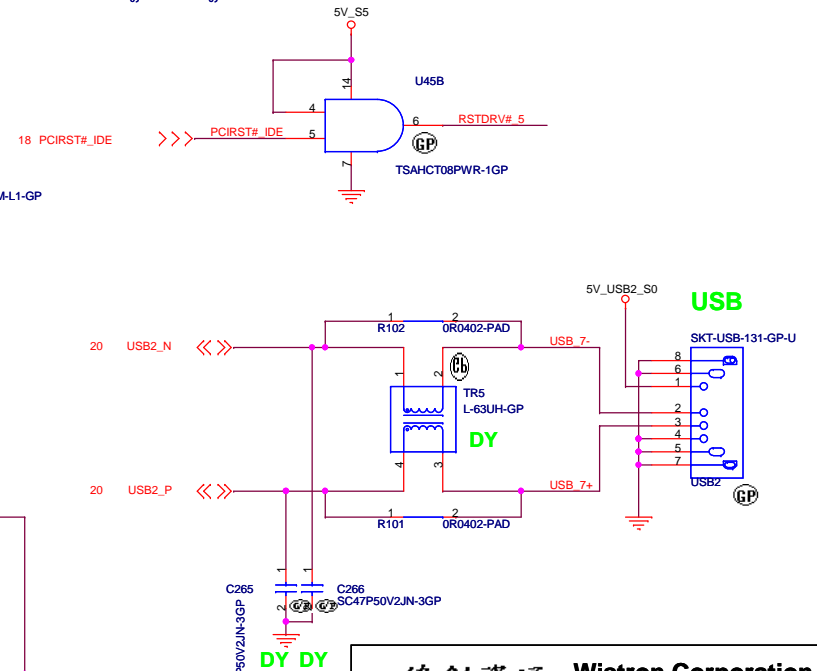 5V_S5
14
U45B
4
6
RSTDRV#_5
18 PCIRST#_IDE
PCIRST#_IDE
5
GP
7
TSAHCT08PWR-1GP
M-L1-GP
5V_USB2_S0
USB
1
2
R102
0R0402-PAD
SKT-USB-131-GP-U
20 USB2_N
USB_7-
8
6
1
1
2
TR5
L-63UH-GP
2
3
4
DY
5
7
4
3
20 USB2_P
USB_7+
USB2
GP
1
2
R101
0R0402-PAD
1
1
C265
C266
SC47P50V2JN-3GP
2
P50V2JN-3GP
DY DY
Wistron Corporation